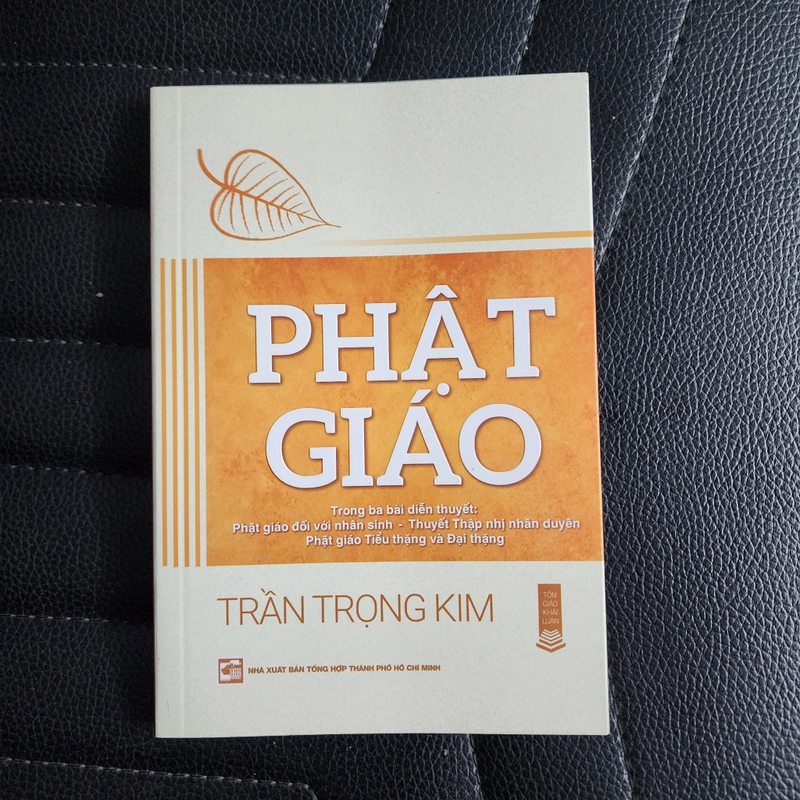 PHẬT
GIÁO
Trong ba bài diễn thuyết:
Phật giáo đối với nhân sinh - Thuyết Thập nhị nhân duyên
Phật giáo Tiểu thặng và Đại thặng
TRẦN TRỌNG KIM
TÔN
GIÁO
KHÁI
LUẬN
NHÀ XUẤT BẢN TỔNG HỢP THÀNH PHỐ HỒ CHÍ MINH